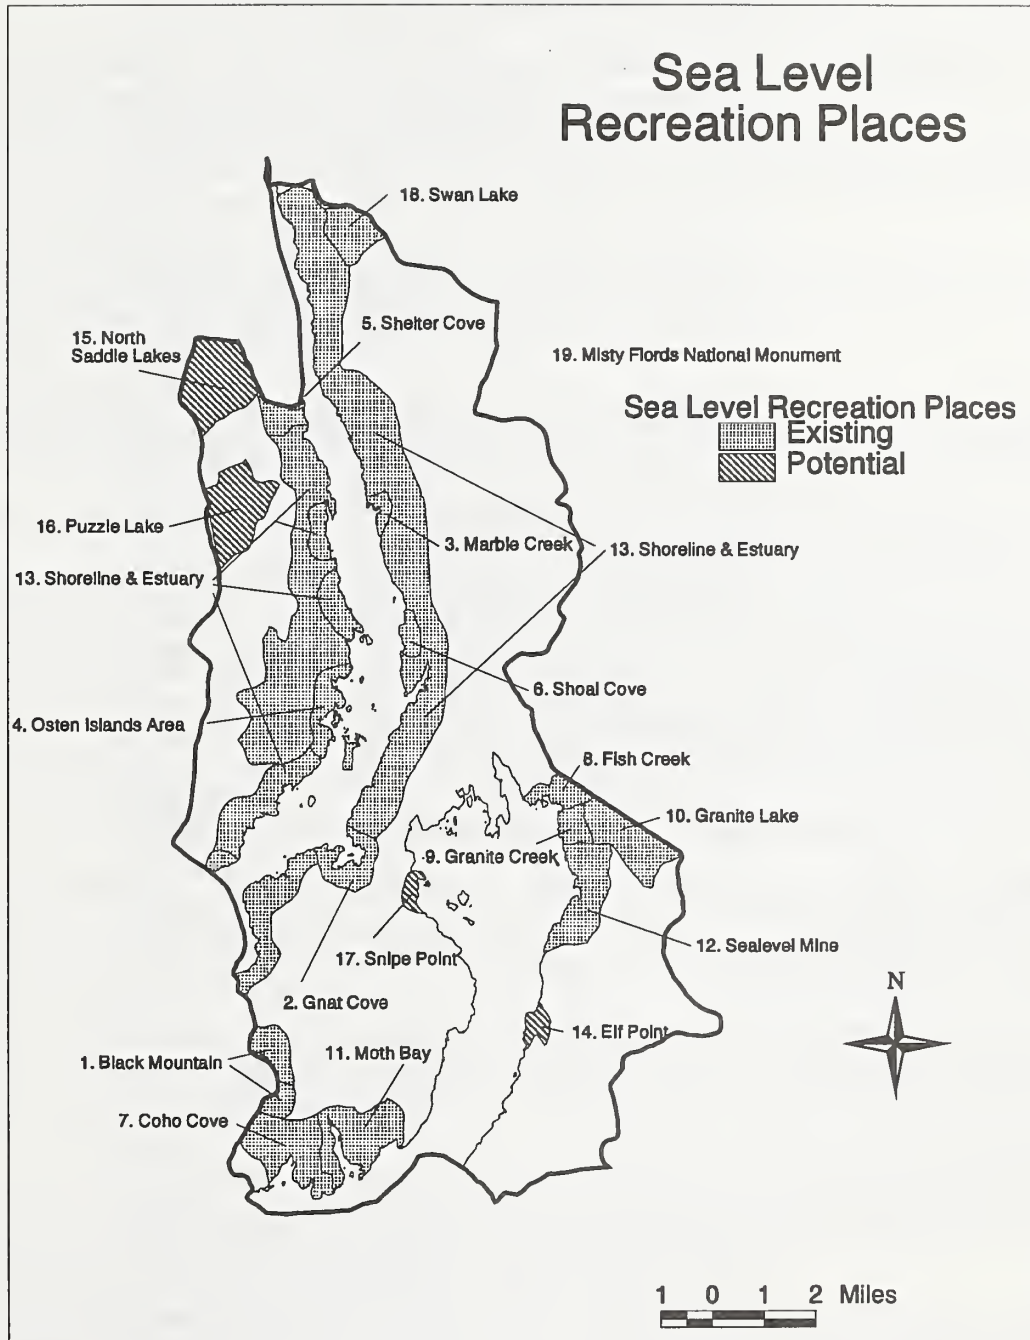 Sea Level
Recreation Places
18. Swan Lake
5. Shelter Cove
15. North
Saddle Lakes
19. Misty Fiords National Monument
Sea Level Recreation Places
Existing
Potential
16. Puzzle Lake
3. Marble Creek
13. Shoreline & Estuary
13. Shoreline & Estuary
6. Shoal Cove
4. Osten Islands Area
8. Fish Creek
10. Granite Lake
9. Granite Creek
12. Sealevel Mine
17. Snipe Point
2. Gnat Cove
N
14. Elf Point
11. Moth Bay
1. Black Mountain
7. Coho Cove
1 0 1 2 Miles